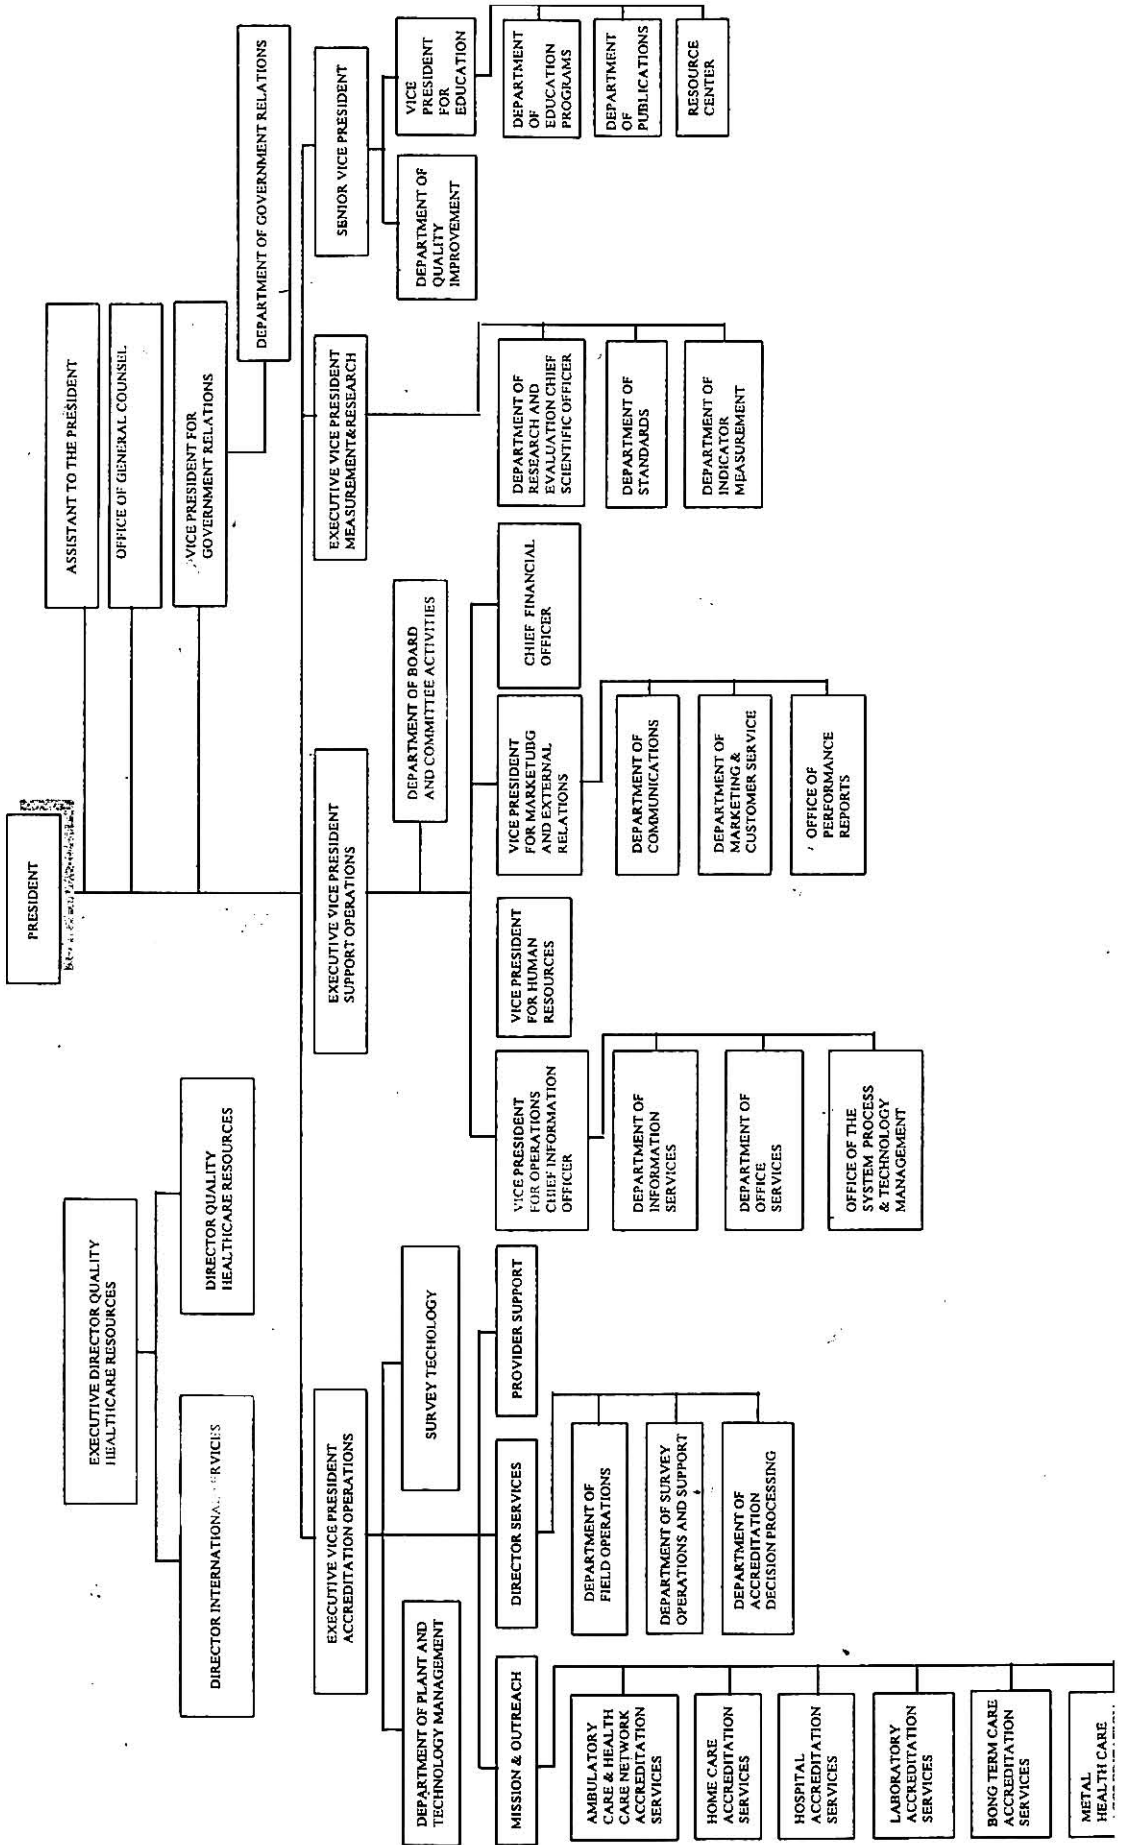 PRESIDENT
ASSISTANT TO THE PRESIDENT
OFFICE OF GENERAL COUNSEL
VICE PRESIDENT FOR
GOVERNMENT RELATIONS
DEPARTMENT OF GOVERNMENT RELATIONS
EXECUTIVE DIRECTOR QUALITY
HEALTHCARE RESOURCES
DIRECTOR INTERNATIONAL
DIRECTOR QUALITY
HEALTHCARE RESOURCES
EXECUTIVE VICE PRESIDENT
ACCREDITATION OPERATIONS
EXECUTIVE VICE PRESIDENT
SUPPORT OPERATIONS
EXECUTIVE VICE PRESIDENT
MEASUREMENT&RESEARCH
SENIOR VICE PRESIDENT
DEPARTMENT OF PLANT AND
TECHNOLOGY MANAGEMENT
SURVEY TECHOLOGY
DEPARTMENT OF BOARD
AND COMMITTEE ACTIVITIES
DEPARTMENT OF
QUALITY
IMPROVEMENT
VICE
PRESIDENT
FOR
EDUCATION
MISSION & OUTREACH
DIRECTOR SERVICES
PROVIDER SUPPORT
VICE PRESIDENT
FOR OPERATIONS
CHIEF INFORMATION
OFFICER
VICE PRESIDENT
FOR HUMAN
RESOURCES
VICE PRESIDENT
FOR MARKETUBG
AND EXTERNAL
RELATIONS
CHIEF FINANCIAL
OFFICER
DEPARTMENT OF
RESEARCH AND
EVALUATION CHIEF
SCIENTIFIC OFFICER
DEPARTMENT OF
STANDARDS
DEPARTMENT OF
INDICATOR
MEASUREMENT
DEPARTMENT
OF
EDUCATION
PROGRAMS
DEPARTMENT
OF
PUBLICATIONS
RESOURCE
CENTER
AMBULATORY
CARE & HEALTH
CARE NETWORK
ACCREDITATION
SERVICES
HOME CARE
ACCREDITATION
SERVICES
HOSPITAL
ACCREDITATION
SERVICES
LABORATORY
ACCREDITATION
SERVICES
BONG TERM CARE
ACCREDITATION
SERVICES
METAL
HEALTH CARE
DEPARTMENT OF
FIELD OPERATIONS
DEPARTMENT OF SURVEY
OPERATIONS AND SUPPORT
DEPARTMENT OF
ACCREDITATION
DECISION PROCESSING
DEPARTMENT OF
INFORMATION
SERVICES
DEPARTMENT OF
OFFICE
SERVICES
OFFICE OF THE
SYSTEM PROCESS
& TECHNOLOGY
MANAGEMENT
DEPARTMENT OF
COMMUNICATIONS
DEPARTMENT OF
MARKETING &
CUSTOMER SERVICE
OFFICE OF
PERFORMANCE
REPORTS